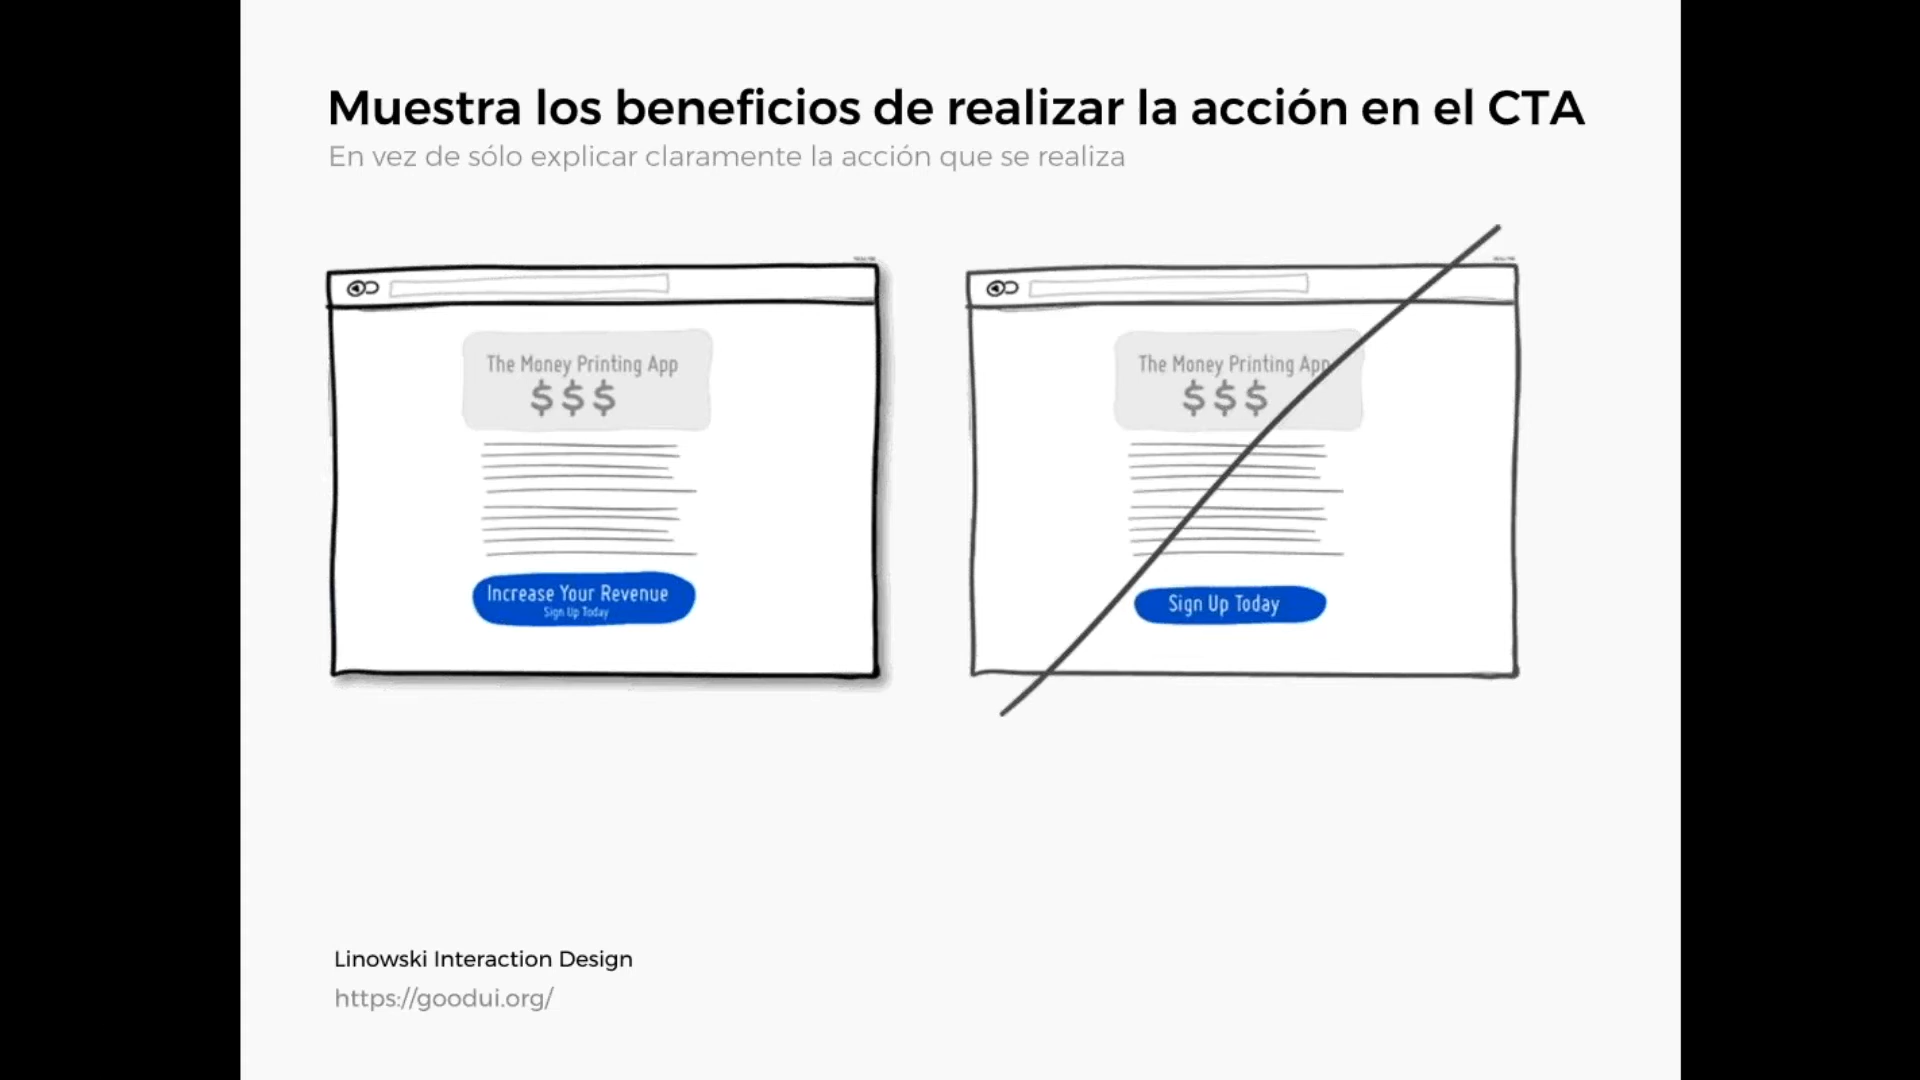 Muestra los beneficios de realizar la acción en el CTA
En vez de sólo explicar claramente la acción que se realiza
The Money Printing App
$$$
Increase Your Revenue
Sign Up Today
The Money Printing App
$$$
Sign Up Today
Linowski Interaction Design
https://goodui.org/